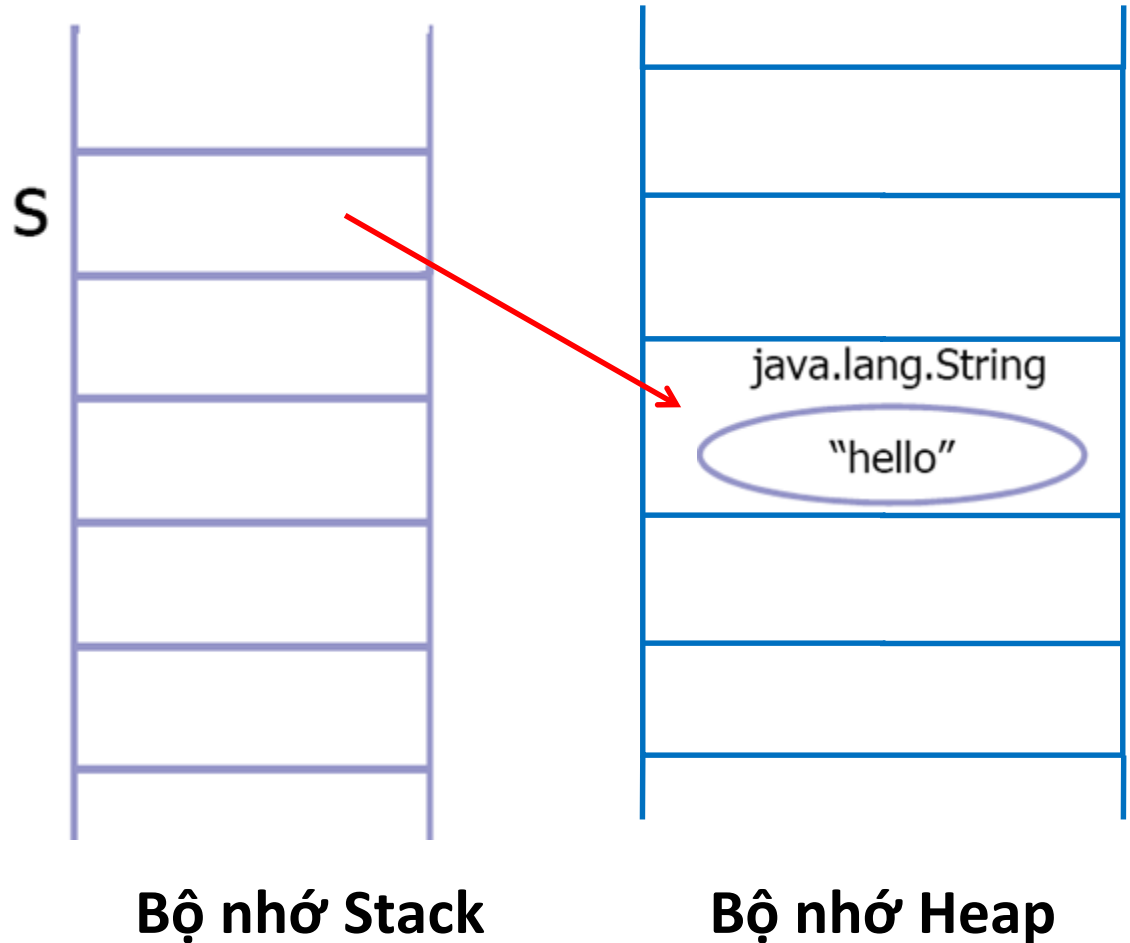 S
java.lang.String
“hello”
Bộ nhớ Stack
Bộ nhớ Heap